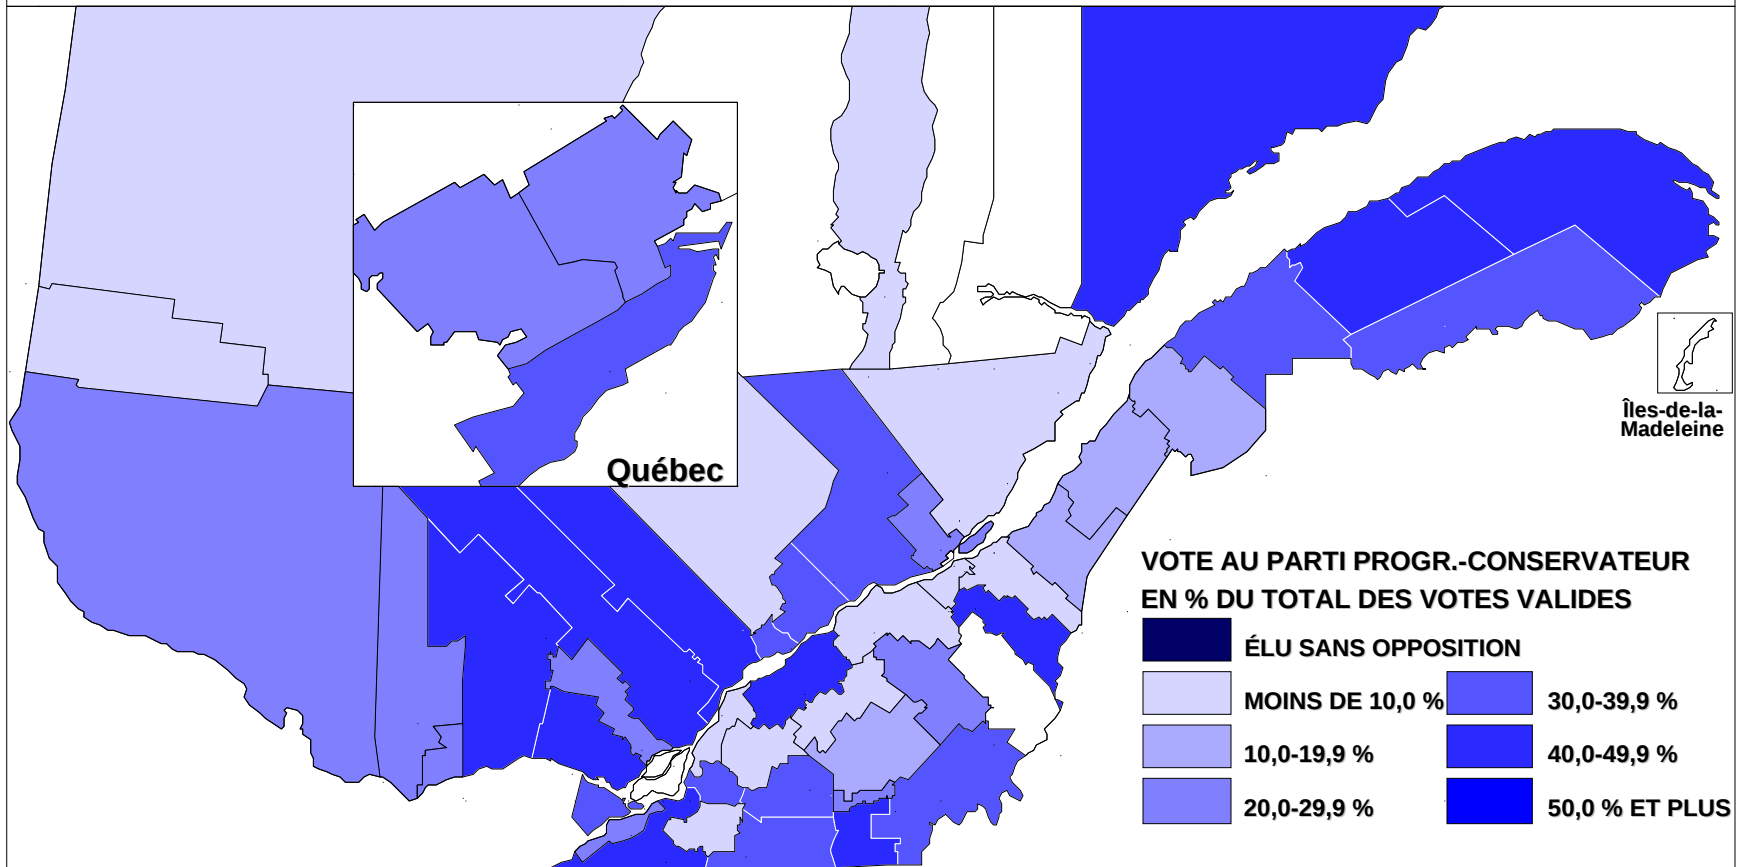 Québec
Îles-de-la-
Madeleine
VOTE AU PARTI PROGR.-CONSERVATEUR
EN % DU TOTAL DES VOTES VALIDES
ÉLU SANS OPPOSITION
MOINS DE 10,0 %
30,0-39,9 %
10,0-19,9 %
40,0-49,9 %
20,0-29,9 %
50,0 % ET PLUS